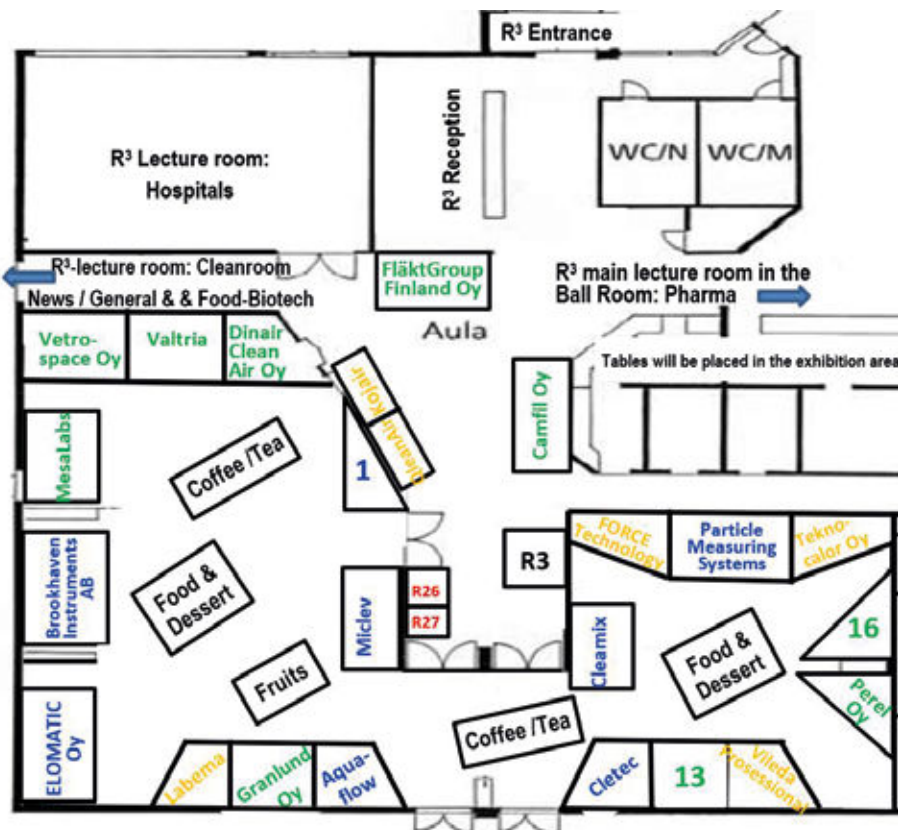 R³ Entrance
R³ Lecture room:
Hospitals
R³ Reception
WC/N
WC/M
R³-lecture room: Cleanroom
News / General & & Food-Biotech
FläktGroup
Finland Oy
R³ main lecture room in the
Ball Room: Pharma
Aula
Vetro-
space Oy
Valtria
Dinair
Clean
Air Oy
Tables will be placed in the exhibition area
Kojair
QleanAir
1
Camfil Oy
MesaLabs
Coffee /Tea
Brookhaven
Instruments
AB
Food &
Dessert
Miclev
R26
R27
R3
FORCE
Technology
Particle
Measuring
Systems
Tekno-
calor Oy
16
Cleamix
Food &
Dessert
Perel
Oy
Fruits
ELOMATIC
Oy
Coffee /Tea
Labema
Granlund
Oy
Aqua-
flow
Cletec
13
Vileda
Prosessional